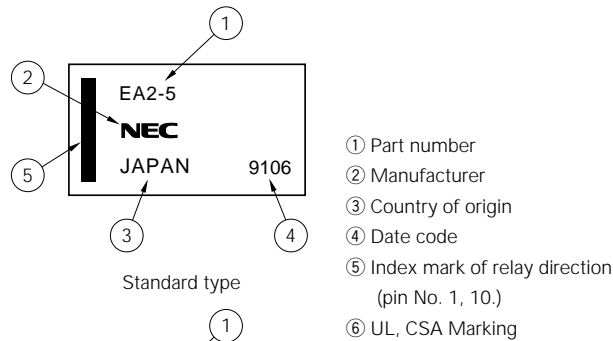 ①
②
EA2-5
NEC
JAPAN 9106
⑤
③
④
Standard type
①
① Part number
② Manufacturer
③ Country of origin
④ Date code
⑤ Index mark of relay direction
(pin No. 1, 10.)
⑥ UL, CSA Marking